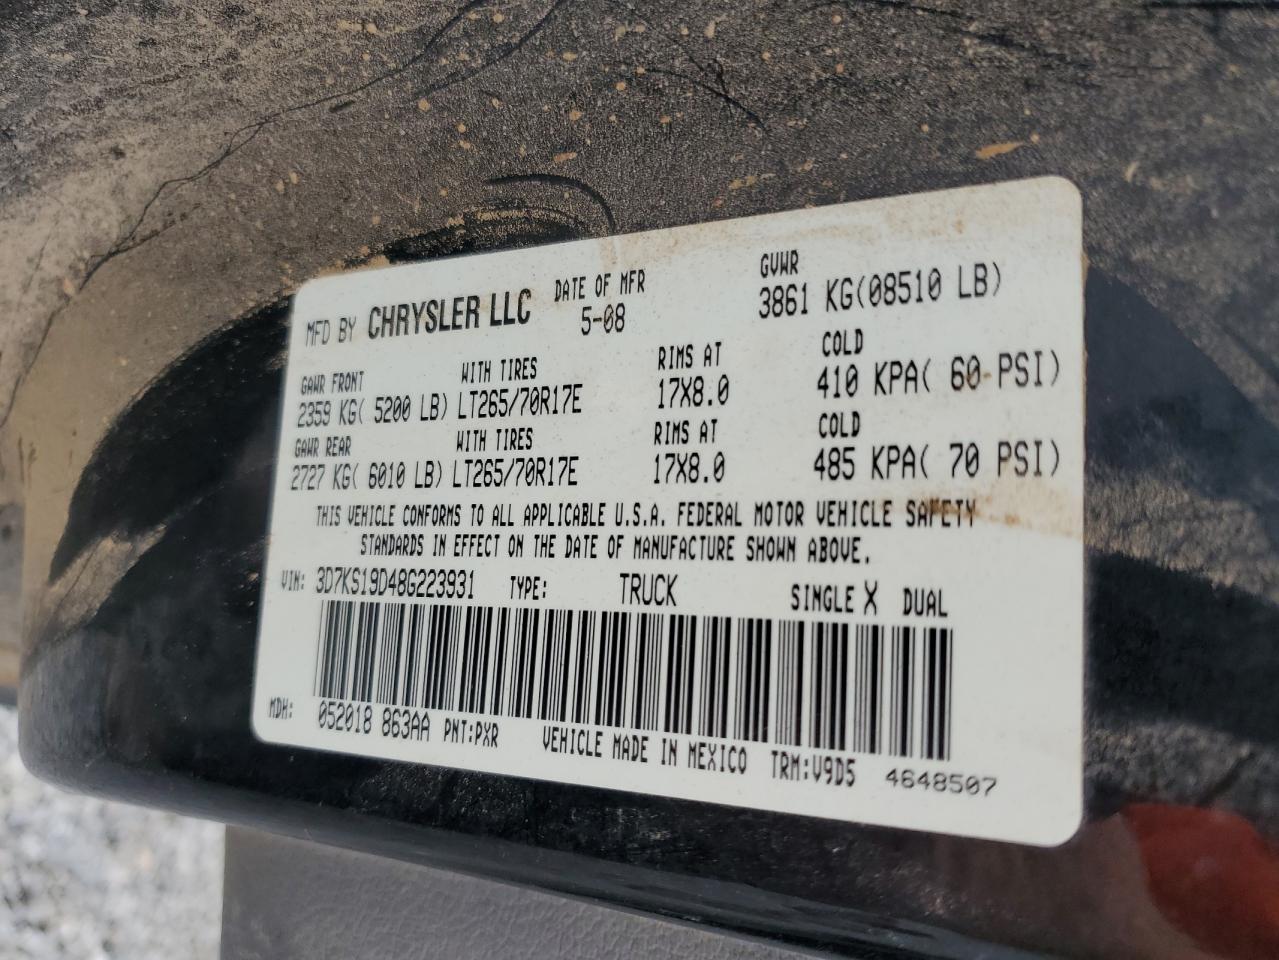 MFD BY CHRYSLER LLC DATE OF MFR GVWR
5-08 3861 KG(08510 LB)
GAWR FRONT WITH TIRES RIMS AT COLD
2359 KG( 5200 LB) LT265/70R17E 17X8.0 410 KPA( 60 PSI)
GAWR REAR WITH TIRES RIMS AT COLD
2727 KG( 6010 LB) LT265/70R17E 17X8.0 485 KPA( 70 PSI)
THIS VEHICLE CONFORMS TO ALL APPLICABLE U.S.A. FEDERAL MOTOR VEHICLE SAFETY
STANDARDS IN EFFECT ON THE DATE OF MANUFACTURE SHOWN ABOVE.
VIN: 3D7KS19D48G223931 TYPE: TRUCK SINGLE X DUAL
MDH: 052018 863AA PNT:PXR VEHICLE MADE IN MEXICO TRM:V9D5 4648507